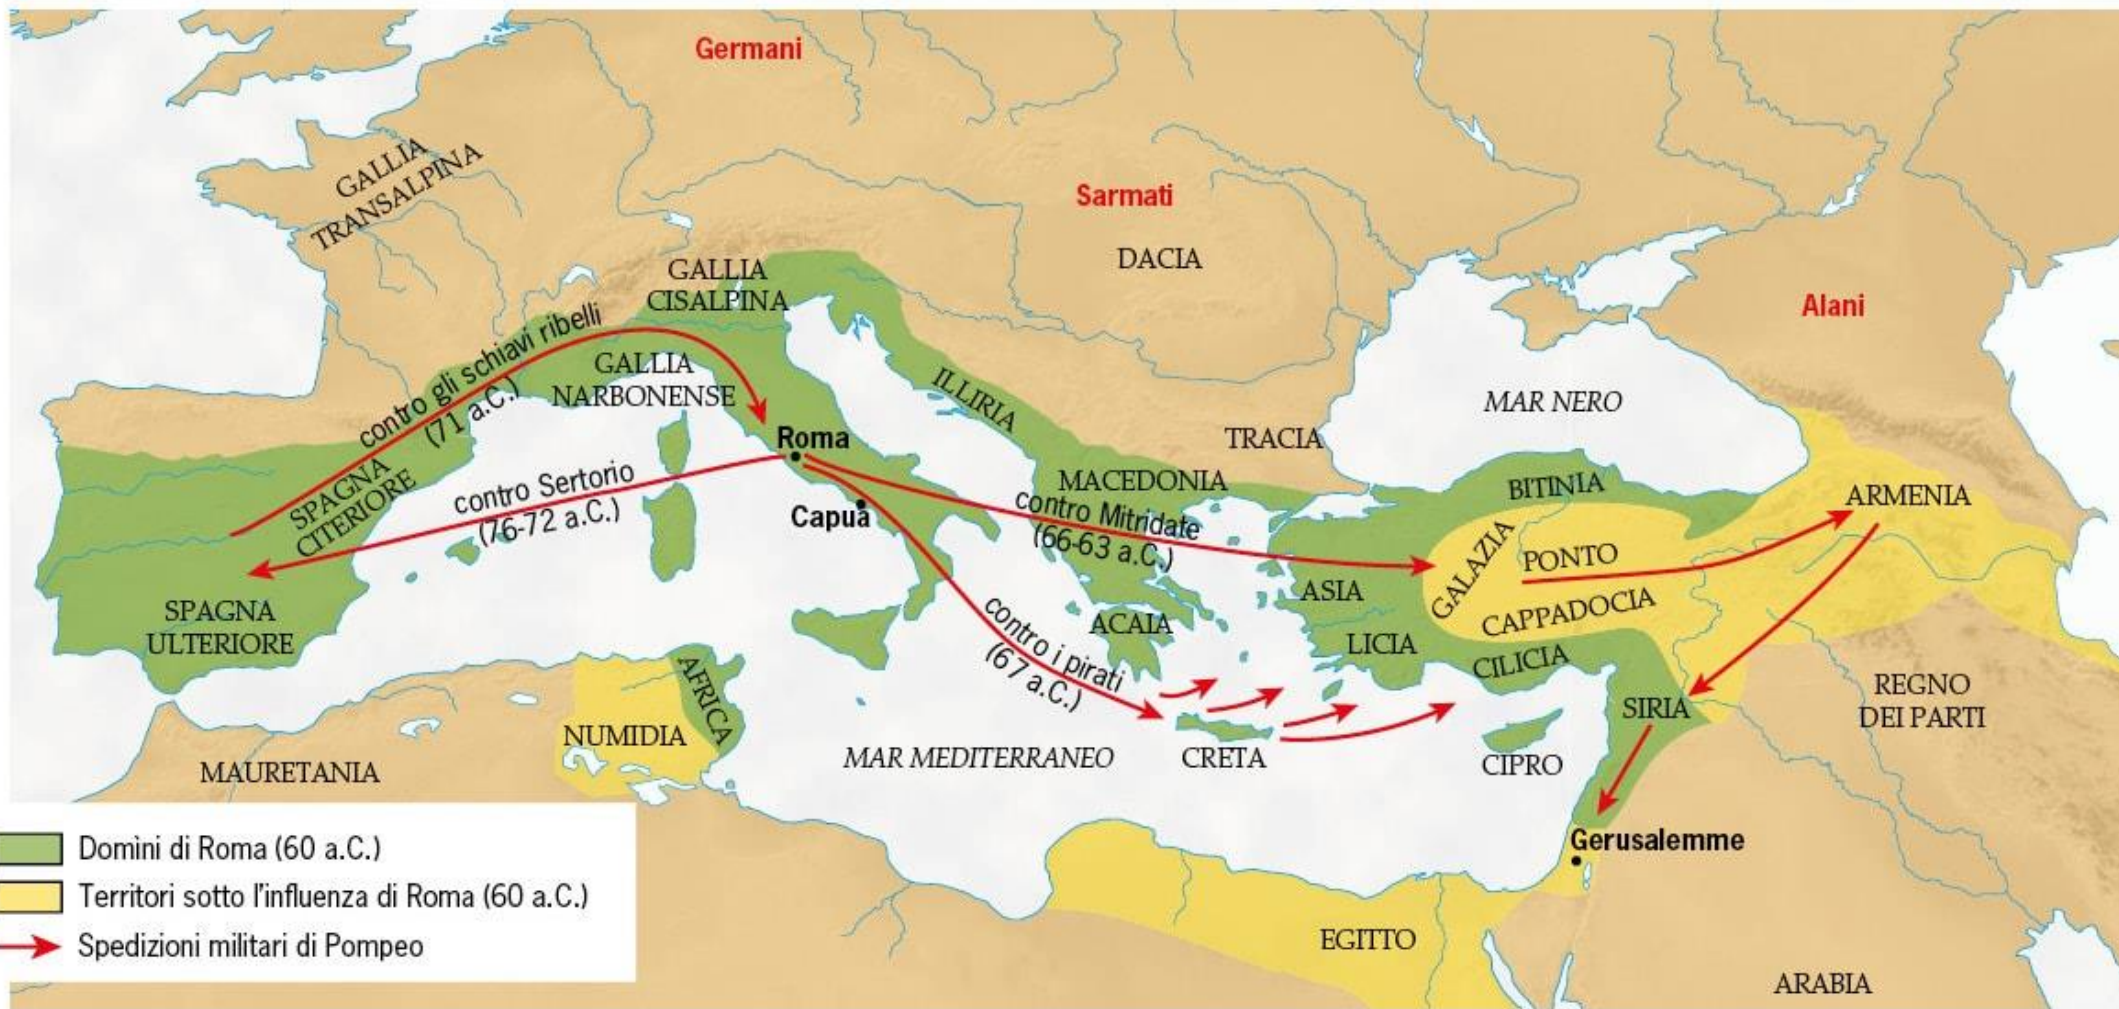 Germani
GALLIA
TRANSALPINA
Sarmati
DACIA
GALLIA
CISALPINA
Alani
contro gli schiavi ribelli
(71 a.C.)
GALLIA
NARBONENSE
ILLIRIA
MAR NERO
TRACIA
Roma
SPAGNA
CITERIORE
contro Sertorio
(76-72 a.C.)
Capua
MACEDONIA
contro Mitridate
(66-63 a.C.)
BITINIA
ARMENIA
GALAZIA
PONTO
CAPPADOCIA
ASIA
SPAGNA
ULTERIORE
ACAIA
LICIA
CILICIA
contro i pirati
(67 a.C.)
AFRICA
NUMIDIA
MAURETANIA
MAR MEDITERRANEO
CRETA
CIPRO
SIRIA
REGNO
DEI PARTI
Gerusalemme
EGITTO
ARABIA
Domìni di Roma (60 a.C.)
Territori sotto l'influenza di Roma (60 a.C.)
Spedizioni militari di Pompeo